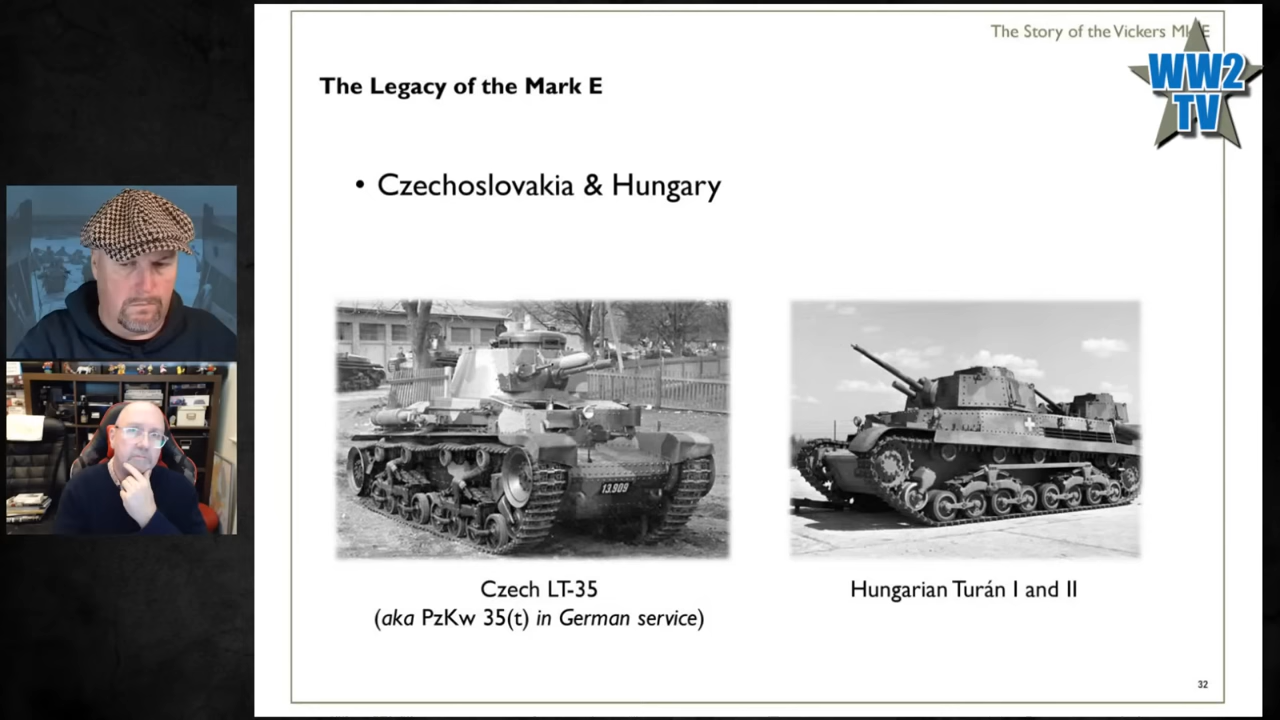 The Story of the Vickers Mk E
WW2
TV
The Legacy of the Mark E
• Czechoslovakia & Hungary
13.909
Czech LT-35
(aka PzKw 35(t) in German service)
Hungarian Turán I and II
32